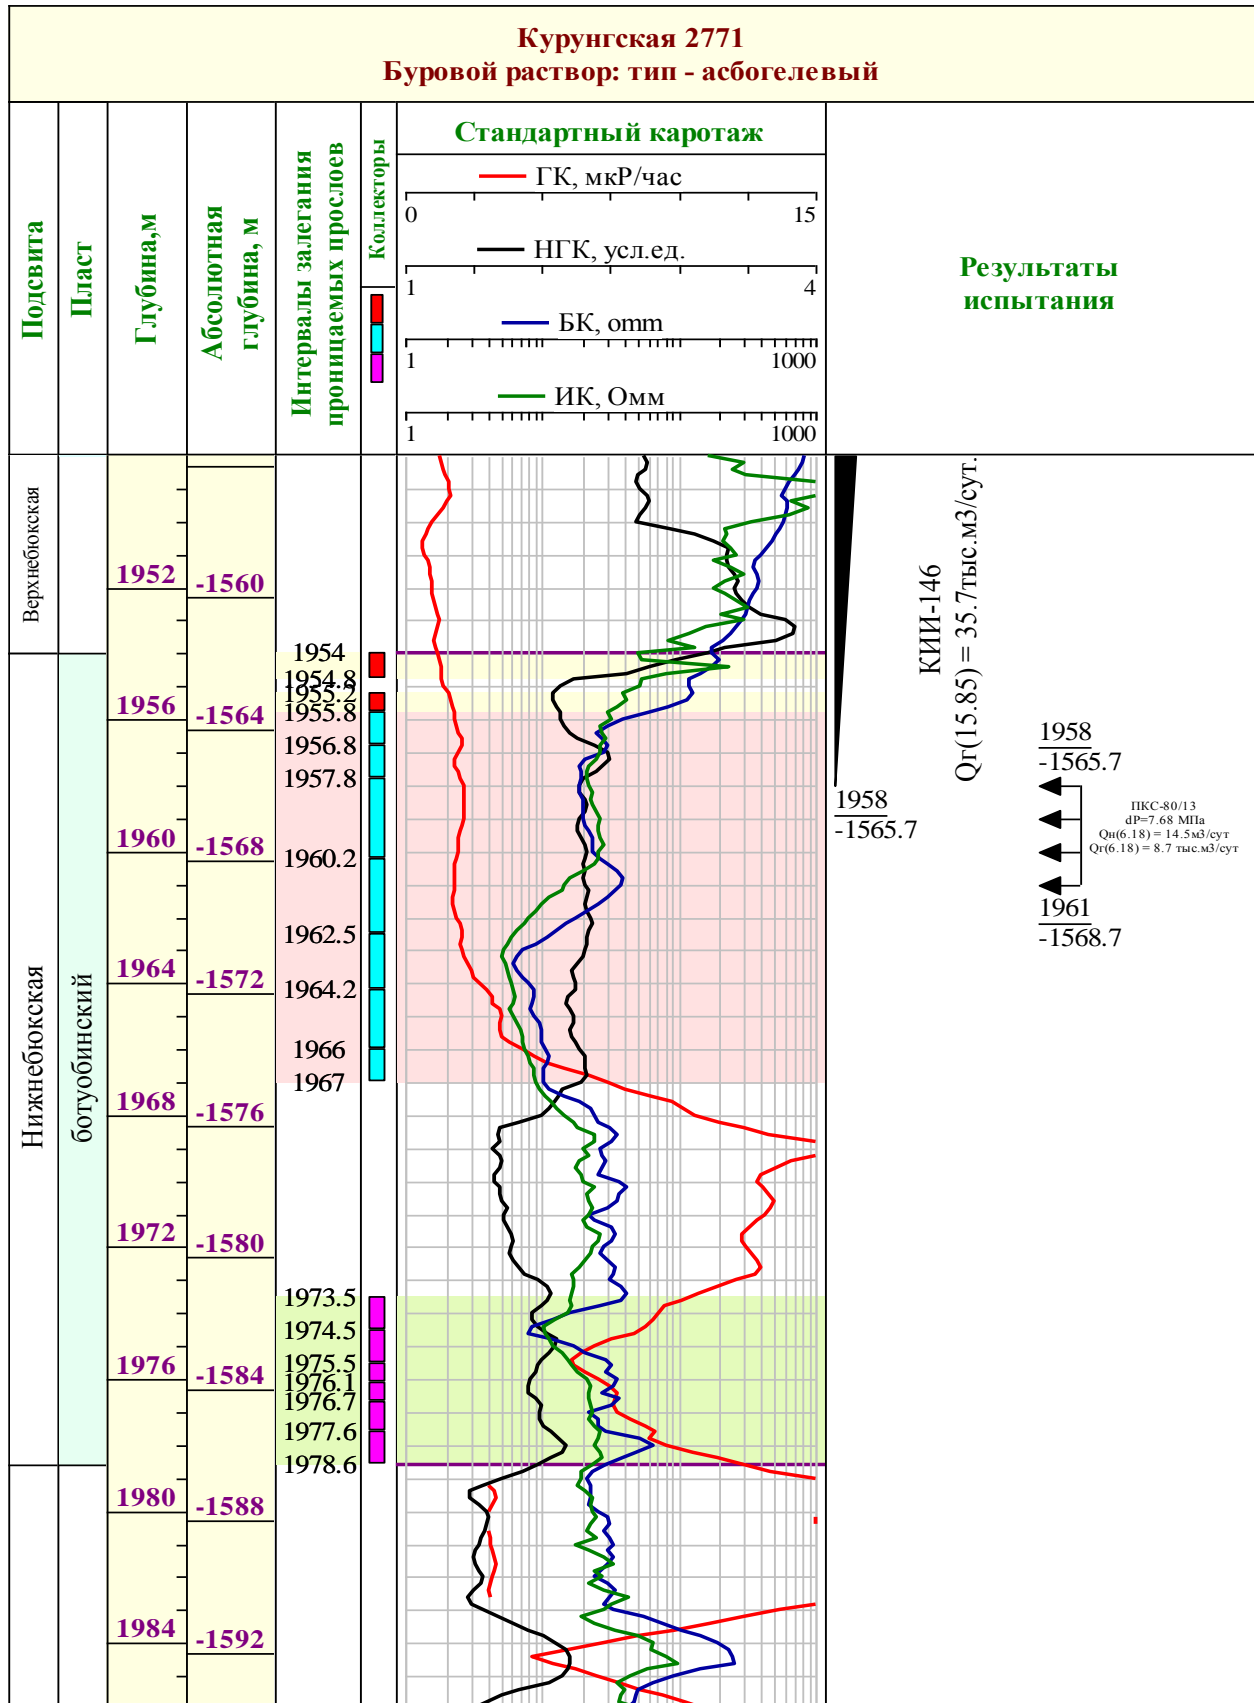 Курунгская 2771
Буровой раствор: тип - асбогелевый
Подсвита
Пласт
Глубина,м
Абсолютная
глубина, м
Интервалы залегания
проницаемых прослоев
Коллекторы
Стандартный каротаж
ГК, мкР/час
0 15
НГК, усл.ед.
1 4
БК, omm
1 1000
ИК, Омм
1 1000
Результаты
испытания
Верхнебюкская
Нижнебюкская
ботуобинский
1952
1956
1960
1964
1968
1972
1976
1980
1984
-1560
-1564
-1568
-1572
-1576
-1580
-1584
-1588
-1592
1954
1954.8
1955.2
1955.8
1956.8
1957.8
1960.2
1962.5
1964.2
1966
1967
1973.5
1974.5
1975.5
1976.1
1976.7
1977.6
1978.6
1958
-1565.7
КИИ-146
Qг(15.85) = 35.7тыс.м3/сут.
1958
-1565.7
ПКС-80/13
dP=7.68 МПа
Qн(6.18) = 14.5м3/сут
Qг(6.18) = 8.7 тыс.м3/сут
1961
-1568.7